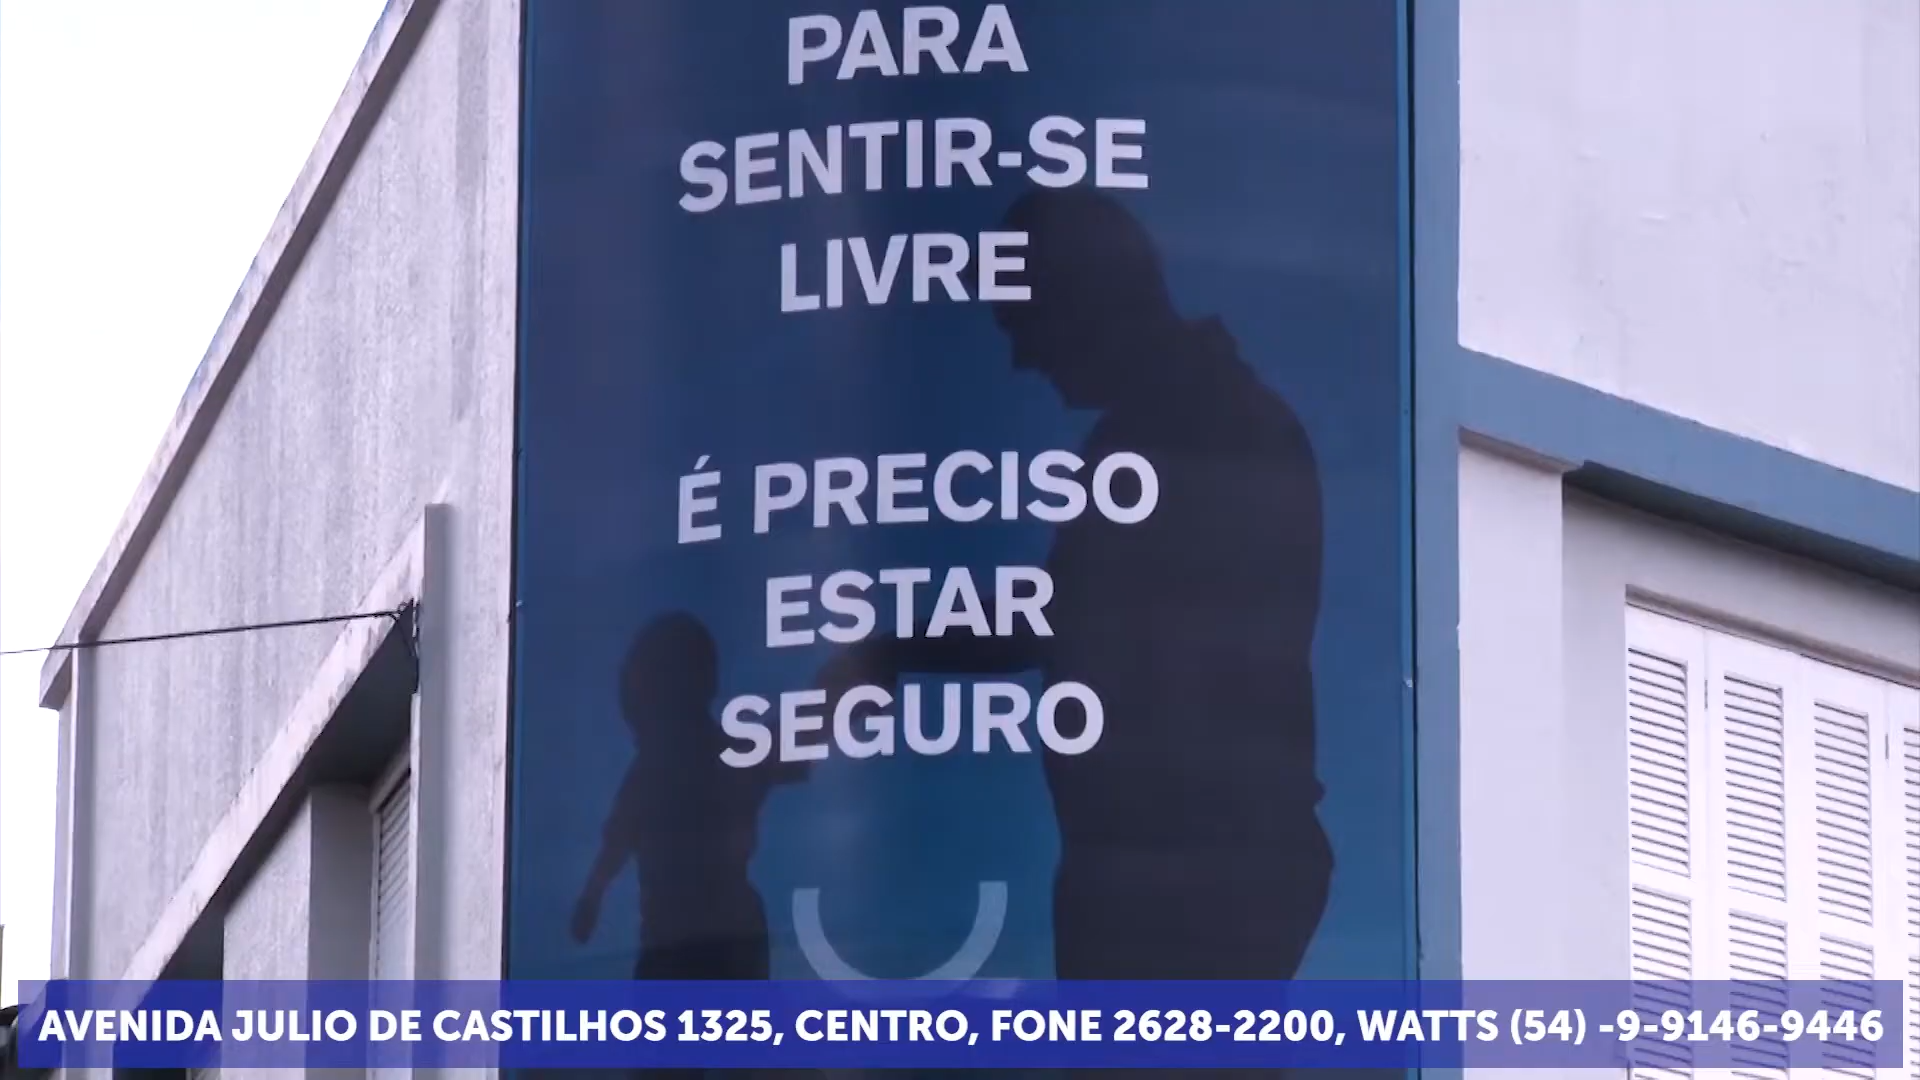 PARA
SENTIR-SE
LIVRE
É PRECISO
ESTAR
SEGURO
AVENIDA JULIO DE CASTILHOS 1325, CENTRO, FONE 2628-2200, WATTS (54) -9-9146-9446